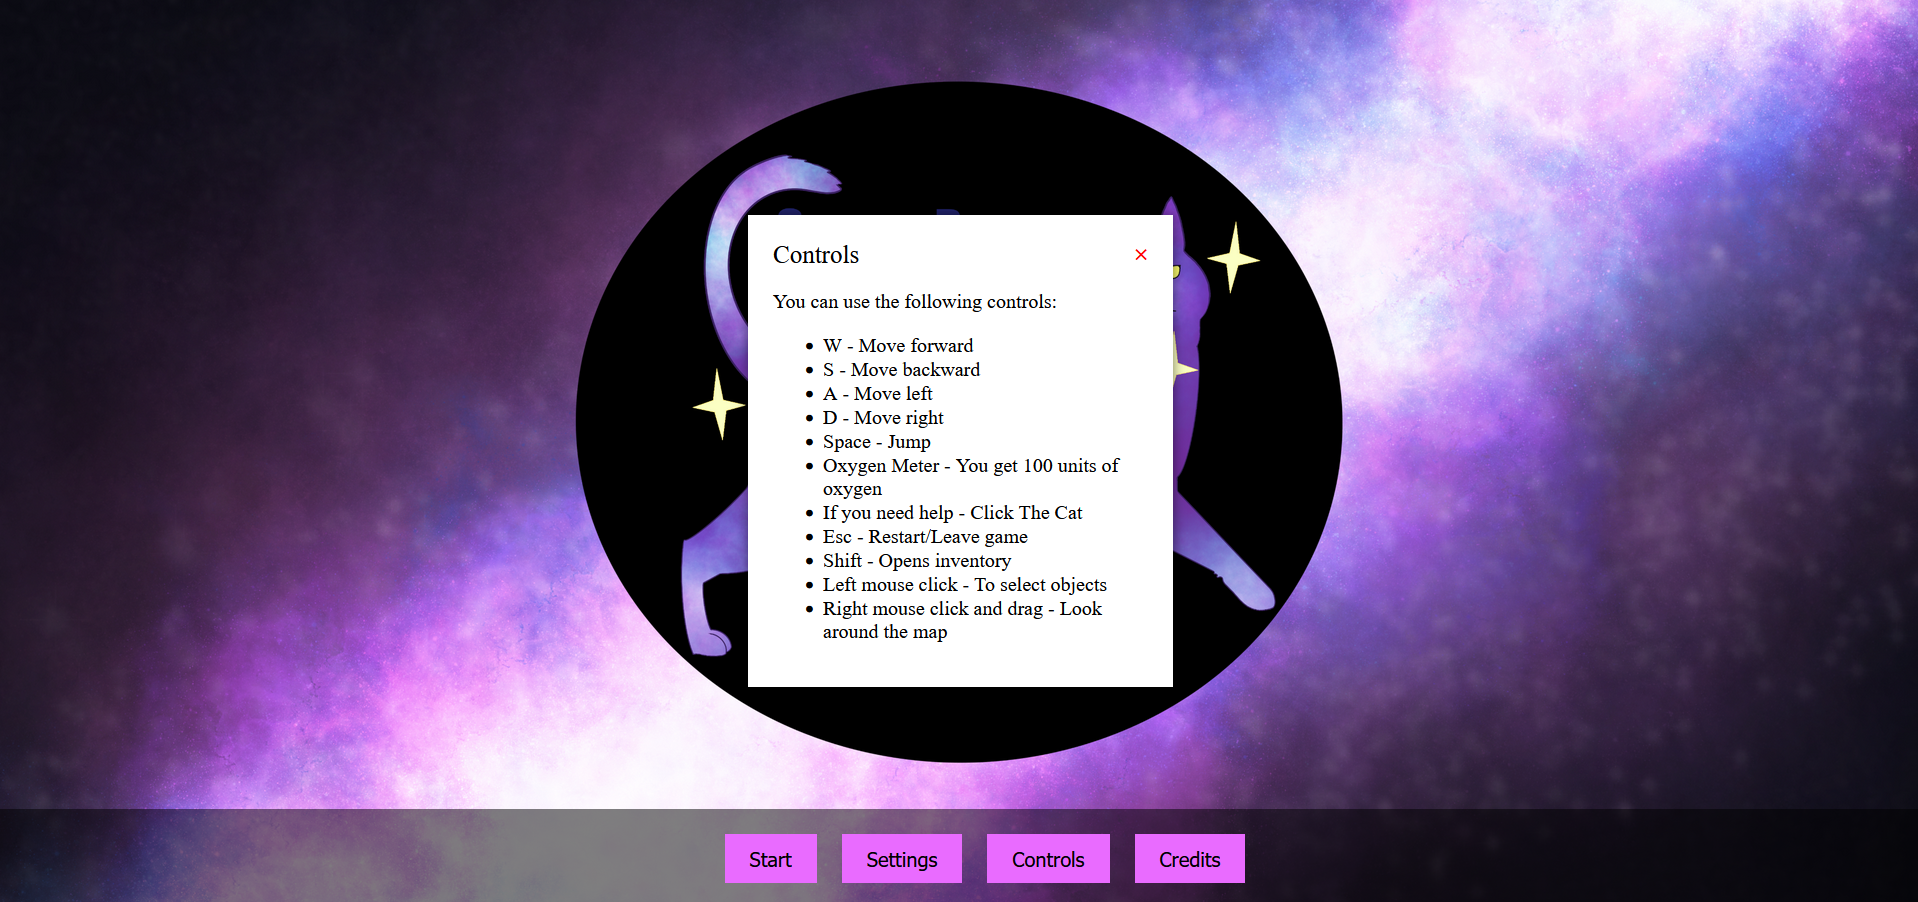 Controls
You can use the following controls:
W - Move forward
S - Move backward
A - Move left
D - Move right
Space - Jump
Oxygen Meter - You get 100 units of
oxygen
If you need help - Click The Cat
Esc - Restart/Leave game
Shift - Opens inventory
Left mouse click - To select objects
Right mouse click and drag - Look
around the map
Start
Settings
Controls
Credits